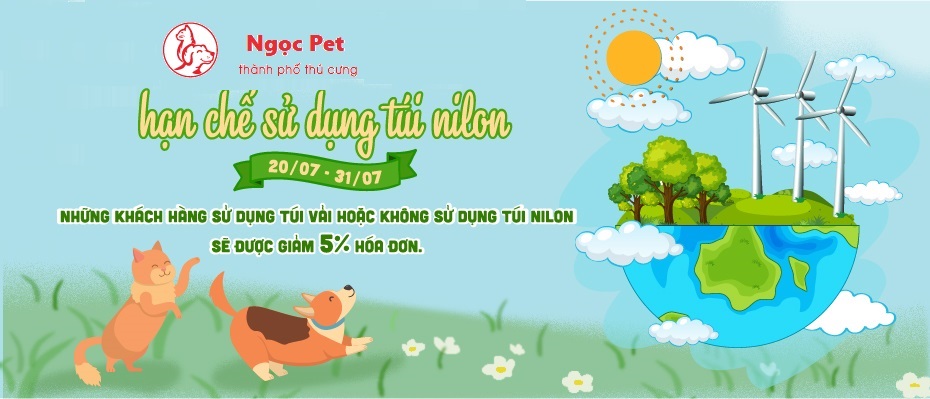 Ngọc Pet
thành phố thú cưng
hạn chế sử dụng túi nilon
20/07 - 31/07
NHỮNG KHÁCH HÀNG SỬ DỤNG TÚI VẢI HOẶC KHÔNG SỬ DỤNG TÚI NILON
SẼ ĐƯỢC GIẢM 5% HÓA ĐƠN.